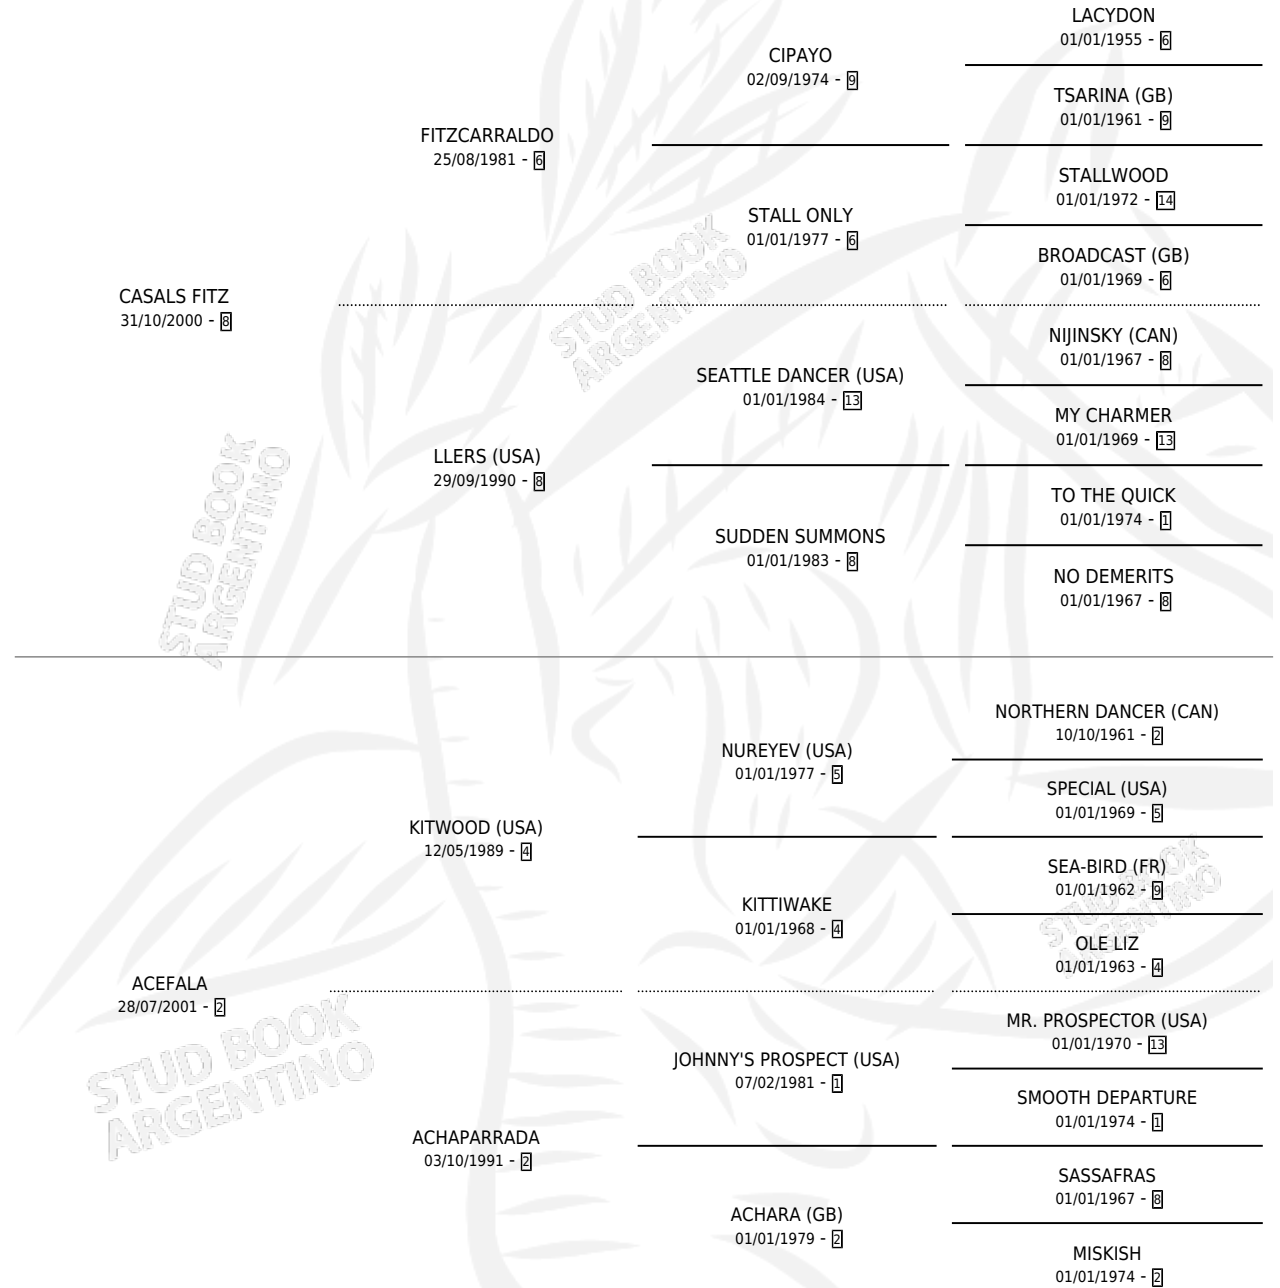 LACYDON
01/01/1955 - 6
CIPAYO
02/09/1974 - 9
TSARINA (GB)
01/01/1961 - 9
FITZCARRALDO
25/08/1981 - 6
STALLWOOD
01/01/1972 - 14
STALL ONLY
01/01/1977 - 6
BROADCAST (GB)
01/01/1969 - 6
CASALS FITZ
31/10/2000 - 8
STUD BOOK
ARGENTINO
NIJINSKY (CAN)
01/01/1967 - 8
SEATTLE DANCER (USA)
01/01/1984 - 13
MY CHARMER
01/01/1969 - 13
LLERS (USA)
29/09/1990 - 8
TO THE QUICK
01/01/1974 - 1
SUDDEN SUMMONS
01/01/1983 - 8
NO DEMERITS
01/01/1967 - 8
STUD BOOK
ARGENTINO
NORTHERN DANCER (CAN)
10/10/1961 - 2
NUREYEV (USA)
01/01/1977 - 5
SPECIAL (USA)
01/01/1969 - 5
KITWOOD (USA)
12/05/1989 - 4
SEA-BIRD (FR)
01/01/1962 - 9
KITTIWAKE
01/01/1968 - 4
STUD BOOK
ARGENTINO
OLE LIZ
01/01/1963 - 4
ACEFALA
28/07/2001 - 2
MR. PROSPECTOR (USA)
01/01/1970 - 13
JOHNNY'S PROSPECT (USA)
07/02/1981 - 1
SMOOTH DEPARTURE
01/01/1974 - 1
STUD BOOK
ARGENTINO
ACHAPARRADA
03/10/1991 - 2
SASSAFRAS
01/01/1967 - 8
ACHARA (GB)
01/01/1979 - 2
MISKISH
01/01/1974 - 2